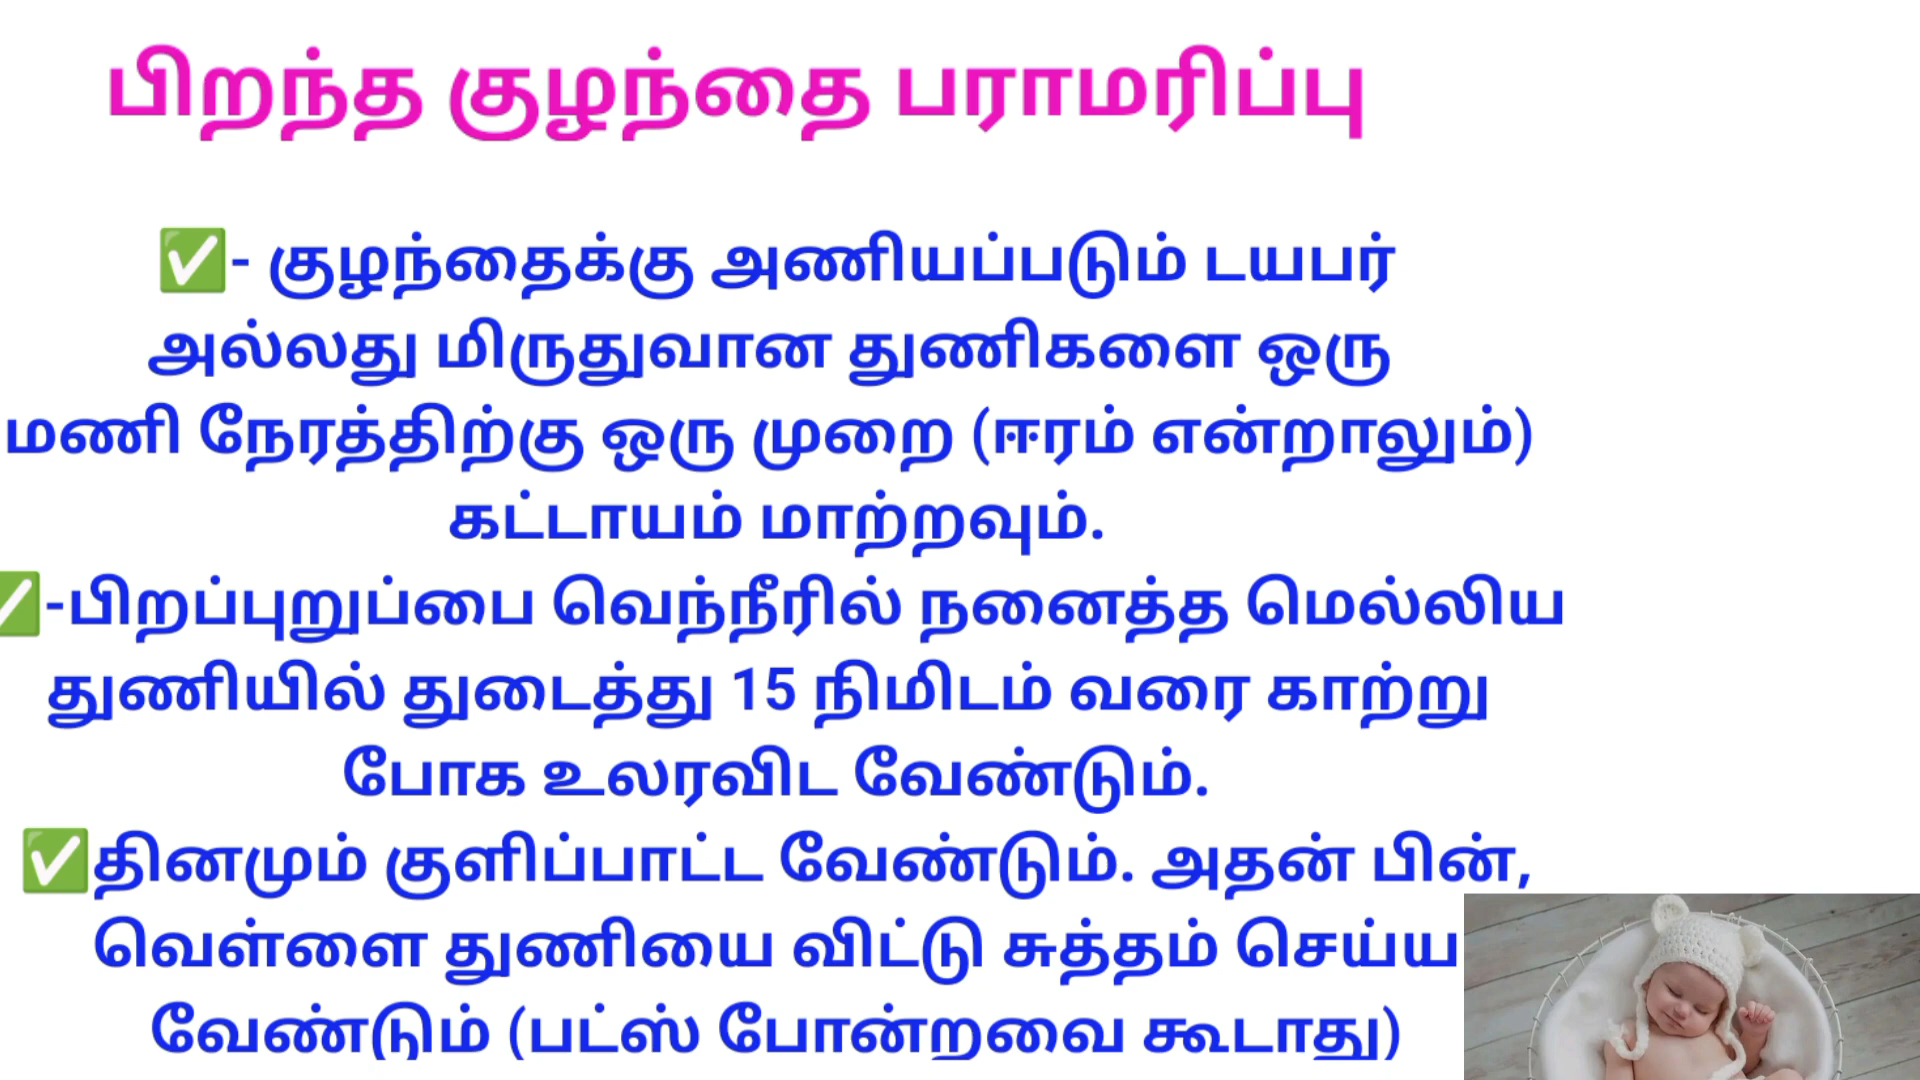 பிறந்த குழந்தை பராமரிப்பு
✅- குழந்தைக்கு அணியப்படும் டயபர்
அல்லது மிருதுவான துணிகளை ஒரு
மணி நேரத்திற்கு ஒரு முறை (ஈரம் என்றாலும்)
கட்டாயம் மாற்றவும்.
✅-பிறப்புறுப்பை வெந்நீரில் நனைத்த மெல்லிய
துணியில் துடைத்து 15 நிமிடம் வரை காற்று
போக உலரவிட வேண்டும்.
✅தினமும் குளிப்பாட்ட வேண்டும். அதன் பின்,
வெள்ளை துணியை விட்டு சுத்தம் செய்ய
வேண்டும் (பட்ஸ் போன்றவை கூடாது)